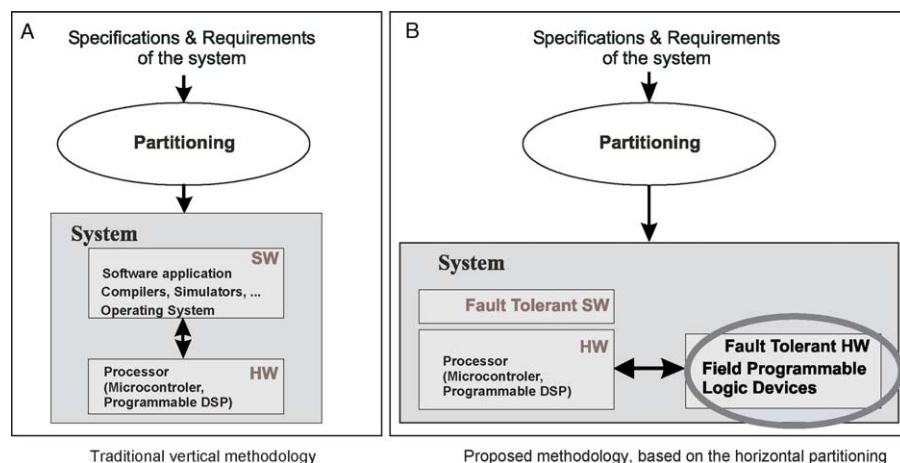 A
Specifications & Requirements
of the system
Partitioning
System
SW
Software application
Compilers, Simulators, ...
Operating System
HW
Processor
(Microcontroler,
Programmable DSP)
Traditional vertical methodology
B
Specifications & Requirements
of the system
Partitioning
System
Fault Tolerant SW
HW
Processor
(Microcontroler,
Programmable DSP)
Fault Tolerant HW
Field Programmable
Logic Devices
Proposed methodology, based on the horizontal partitioning